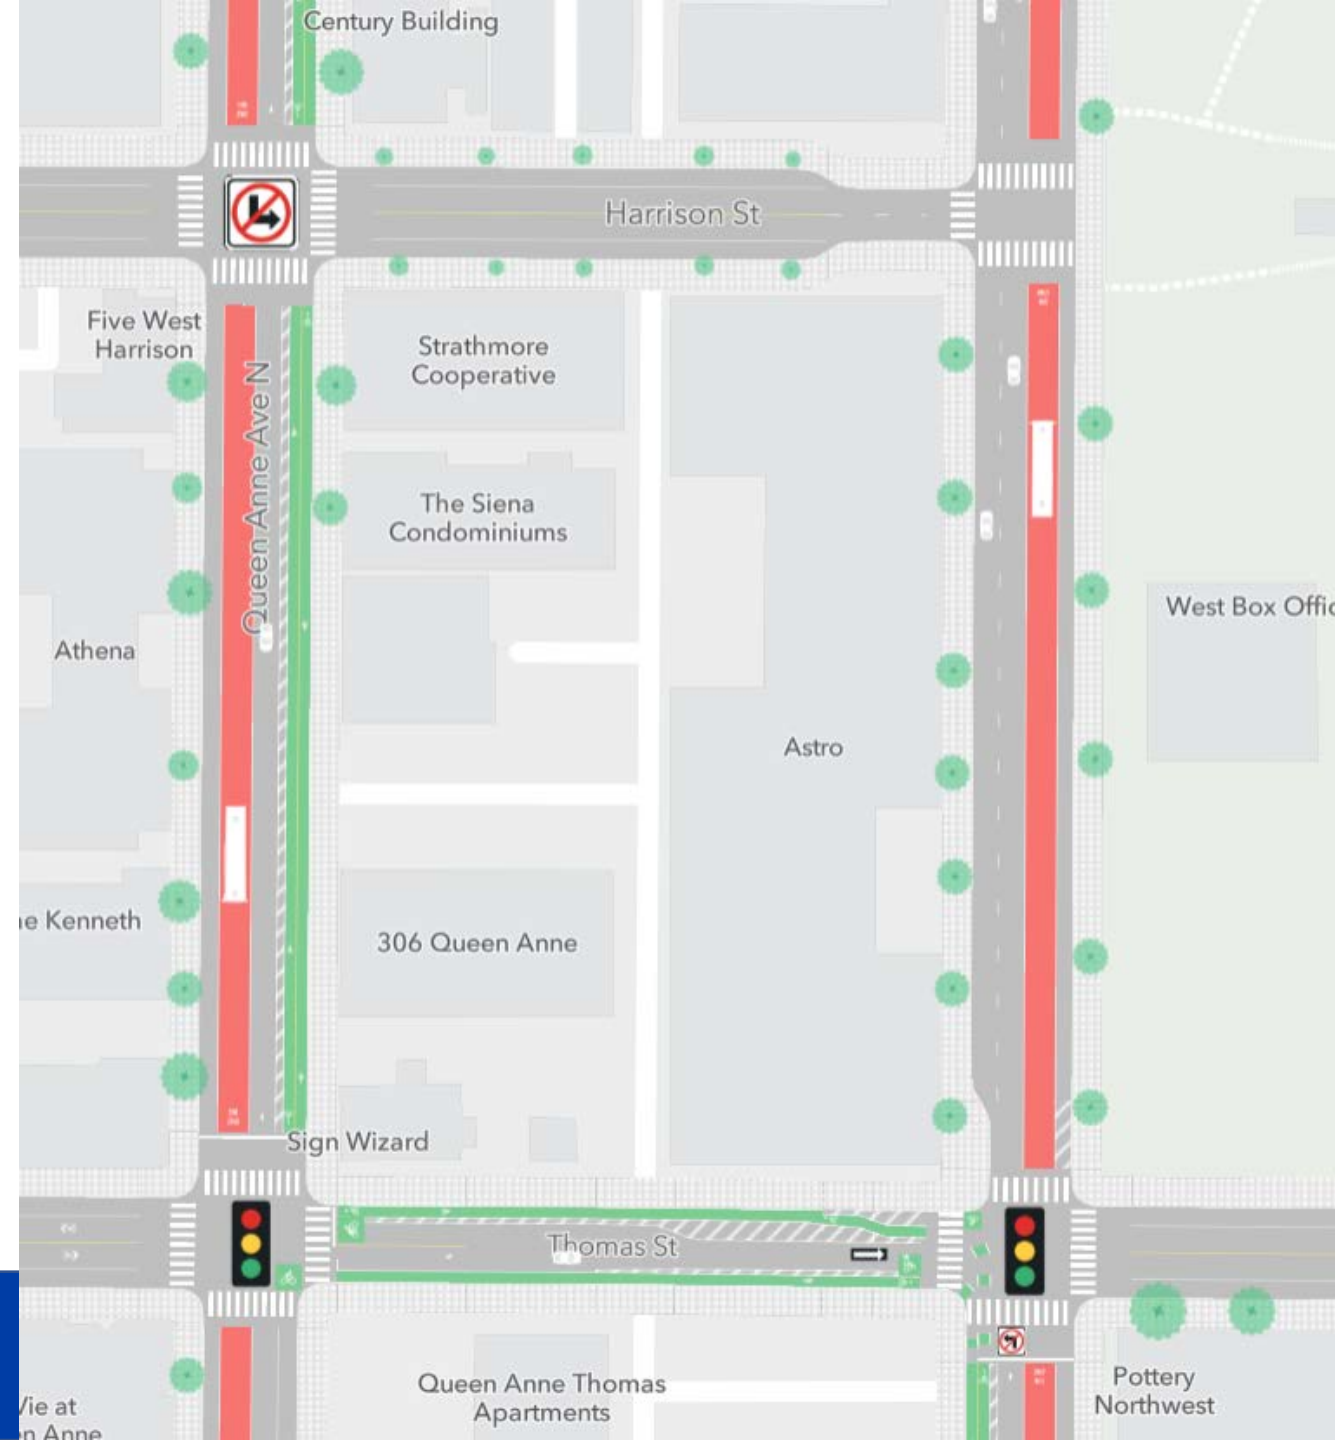 Century Building
Harrison St
Five West
Harrison
Strathmore
Cooperative
Queen Anne Ave N
The Siena
Condominiums
West Box Offic
Athena
Astro
e Kenneth
306 Queen Anne
Sign Wizard
Thomas St
Queen Anne Thomas
Apartments
Pottery
Northwest
Vie at
n Anne